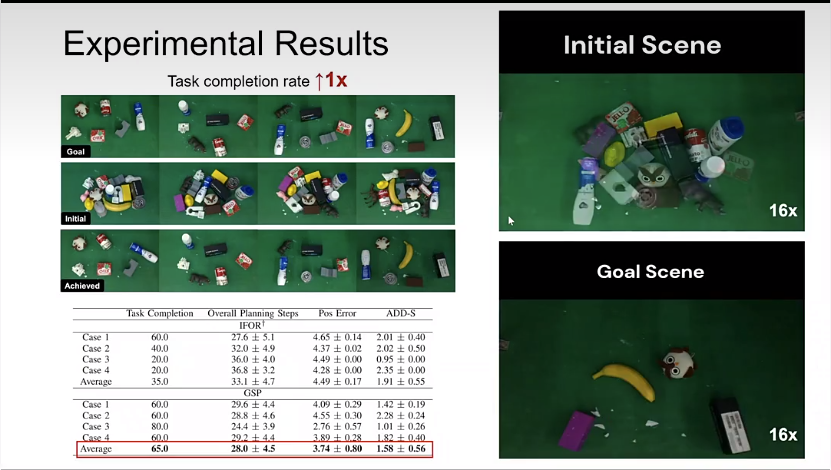 Experimental Results
Task completion rate ↑1x
Goal
Initial
Achieved
Task Completion Overall Planning Steps Pos Error ADD-S
IFOR†
Case 1 60.0 27.6 ± 5.1 4.65 ± 0.14 2.01 ± 0.40
Case 2 40.0 32.0 ± 4.9 4.37 ± 0.02 2.02 ± 0.50
Case 3 20.0 36.0 ± 4.0 4.49 ± 0.00 0.95 ± 0.00
Case 4 20.0 36.8 ± 3.2 4.28 ± 0.00 2.35 ± 0.00
Average 35.0 33.1 ± 4.7 4.49 ± 0.17 1.91 ± 0.55
GSP
Case 1 60.0 29.6 ± 4.4 4.09 ± 0.29 1.42 ± 0.19
Case 2 60.0 28.8 ± 4.6 4.55 ± 0.30 2.28 ± 0.24
Case 3 80.0 24.4 ± 3.9 2.76 ± 0.57 1.01 ± 0.26
Case 4 60.0 29.2 ± 4.4 3.89 ± 0.28 1.82 ± 0.40
Average 65.0 28.0 ± 4.5 3.74 ± 0.80 1.58 ± 0.56
Initial Scene
16x
Goal Scene
16x